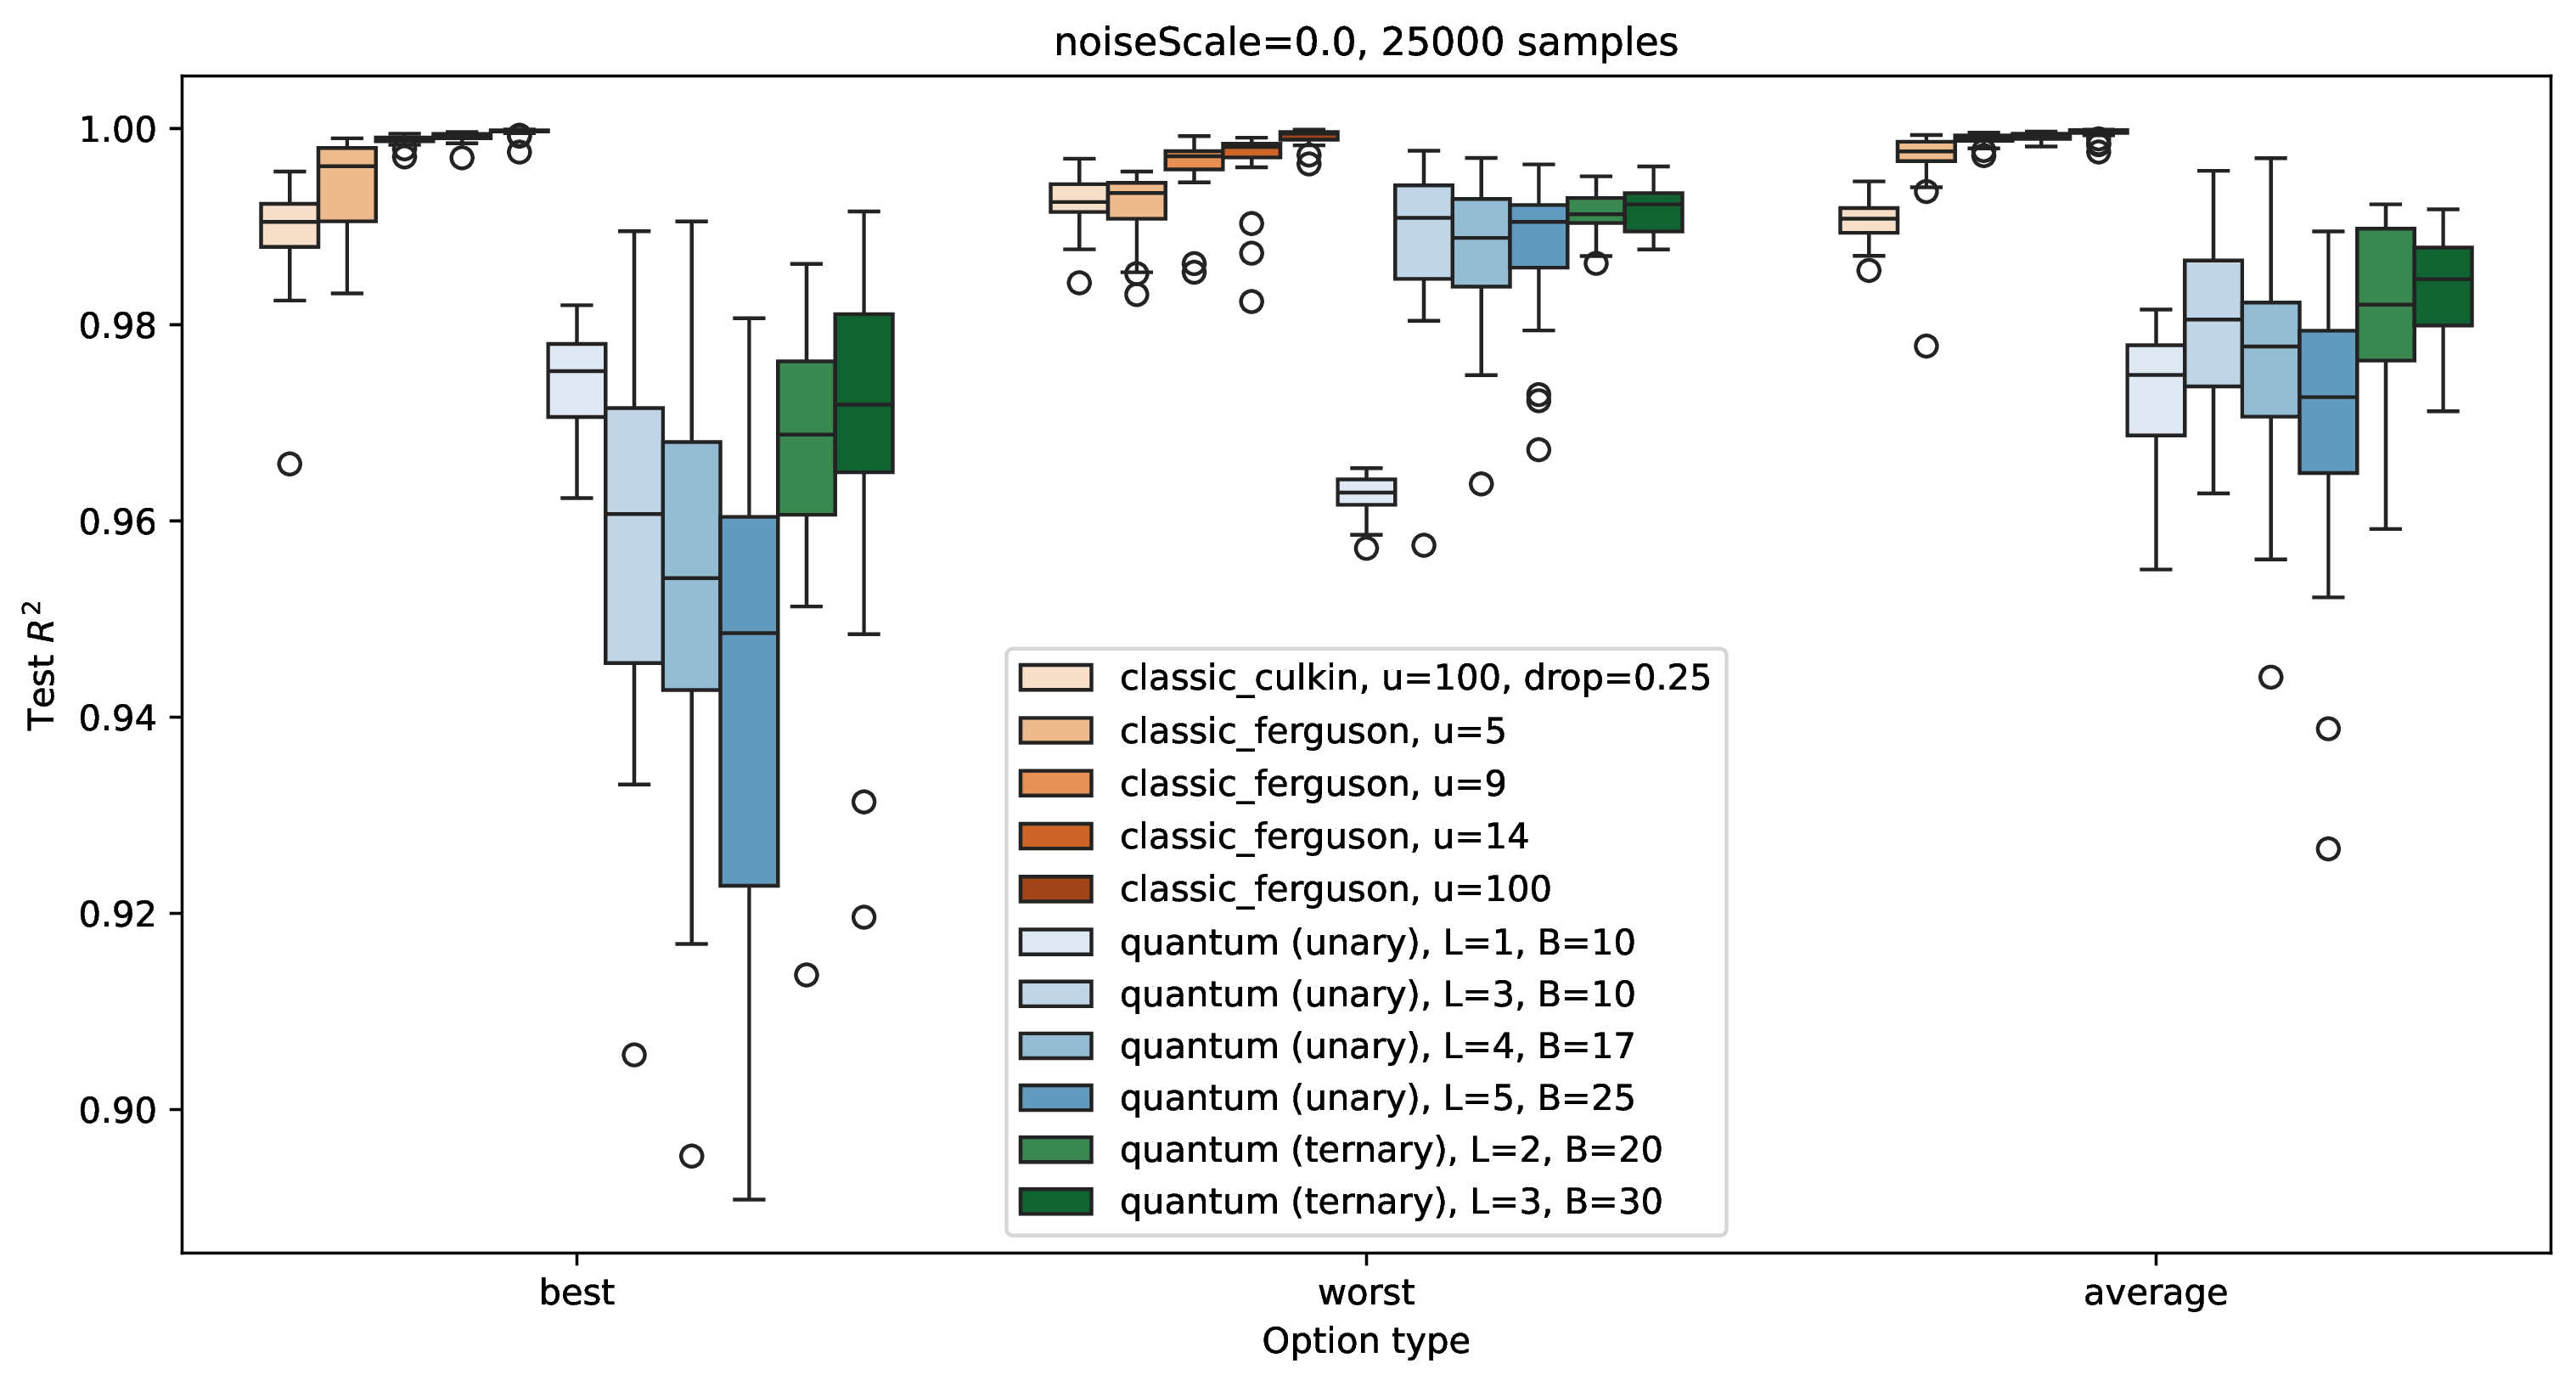 noiseScale=0.0, 25000 samples
1.00
0.98
0.96
0.94
0.92
0.90
Test R²
classic_culkin, u=100, drop=0.25
classic_ferguson, u=5
classic_ferguson, u=9
classic_ferguson, u=14
classic_ferguson, u=100
quantum (unary), L=1, B=10
quantum (unary), L=3, B=10
quantum (unary), L=4, B=17
quantum (unary), L=5, B=25
quantum (ternary), L=2, B=20
quantum (ternary), L=3, B=30
best worst average
Option type